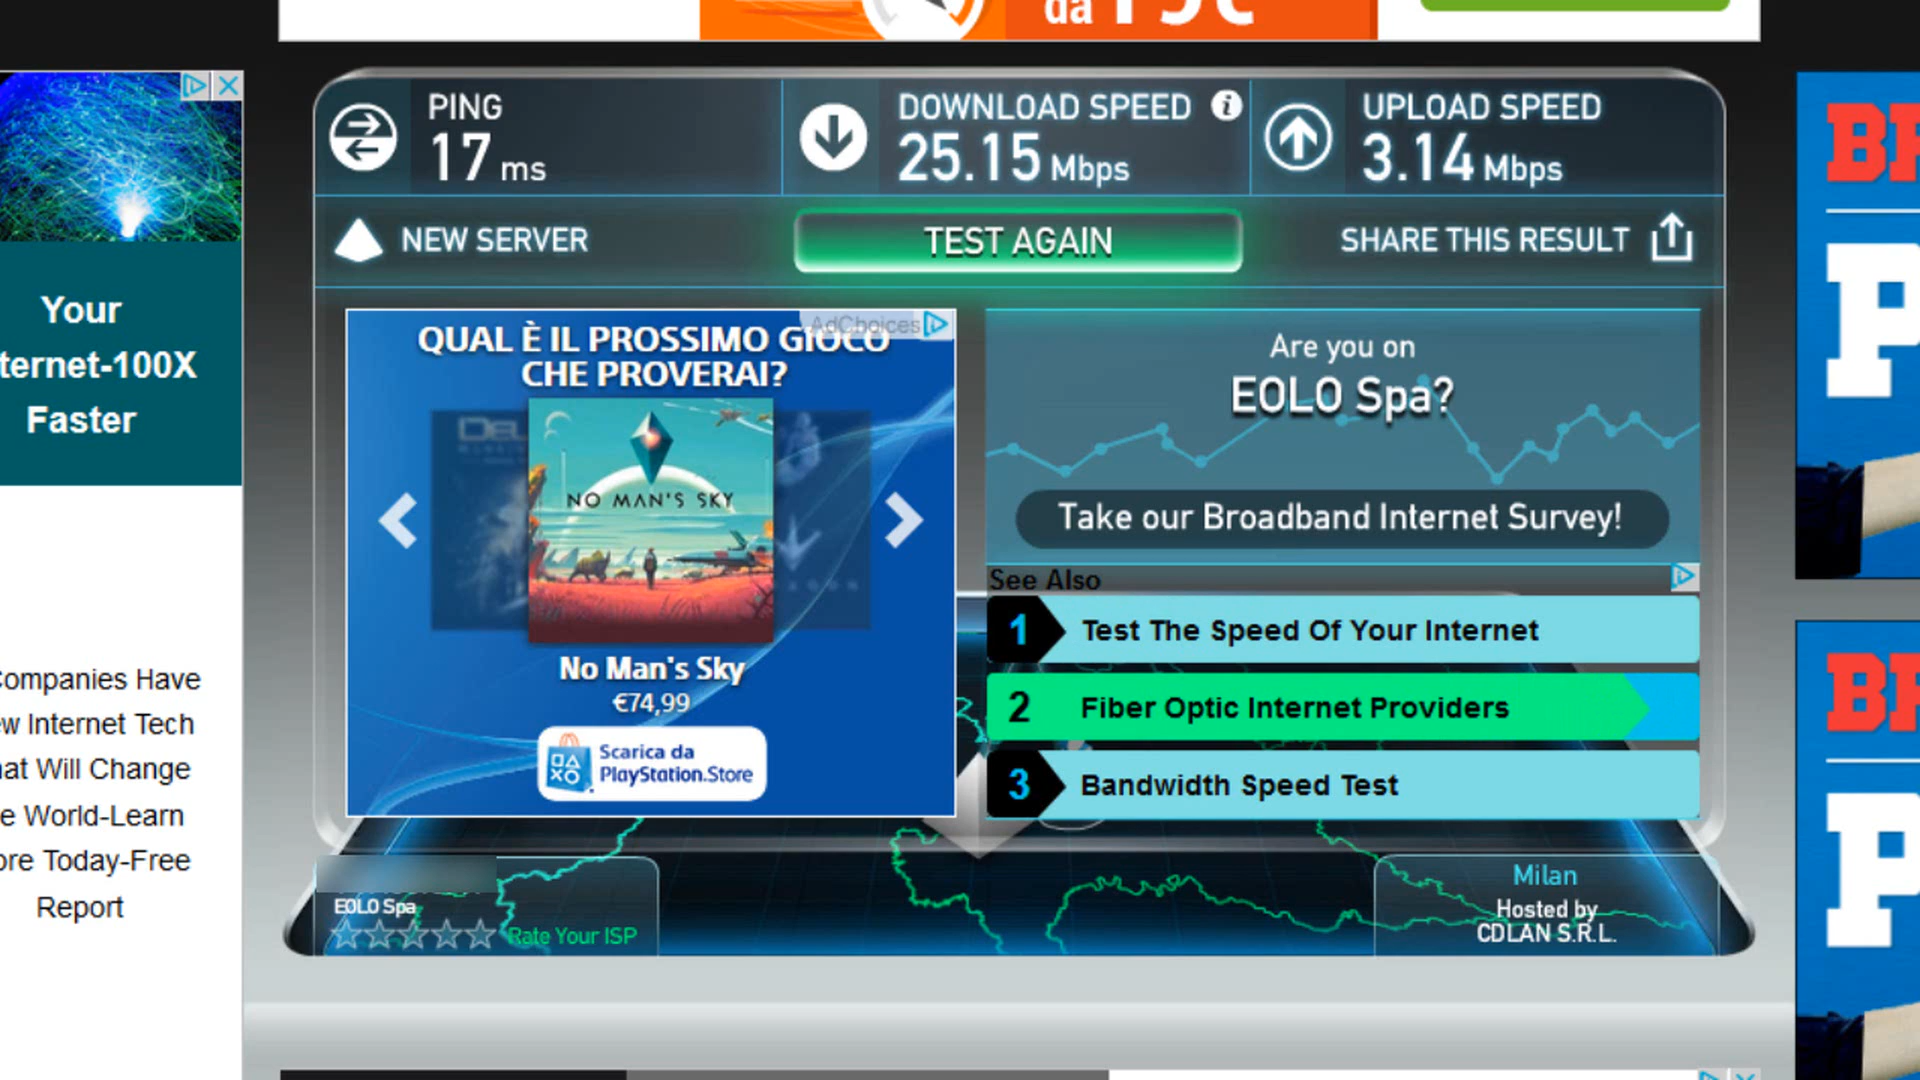 da
PING
17 ms
DOWNLOAD SPEED
25.15 Mbps
UPLOAD SPEED
3.14 Mbps
NEW SERVER
TEST AGAIN
SHARE THIS RESULT
Your
ternet-100X
Faster
ompanies Have
w Internet Tech
at Will Change
e World-Learn
ore Today-Free
Report
AdChoices
QUAL È IL PROSSIMO GIOCO
CHE PROVERAI?
NO MAN'S SKY
No Man's Sky
€74,99
Scarica da
PlayStation.Store
Are you on
EOLO Spa?
Take our Broadband Internet Survey!
See Also
1 Test The Speed Of Your Internet
2 Fiber Optic Internet Providers
3 Bandwidth Speed Test
EOLO Spa
Rate Your ISP
Milan
Hosted by
CDLAN S.R.L.
P
P